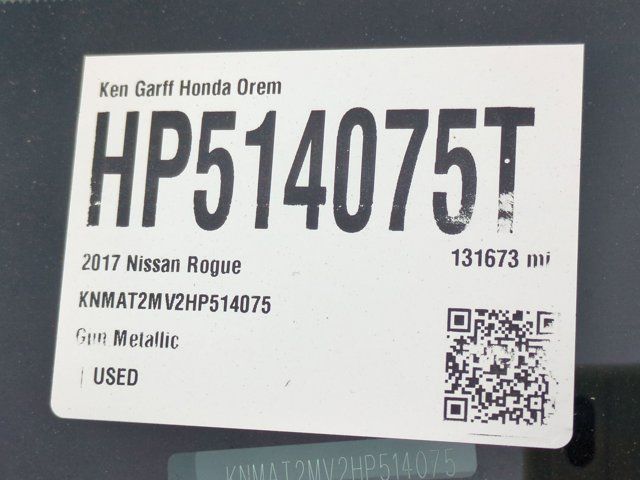 Ken Garff Honda Orem
HP514075T
2017 Nissan Rogue
131673 mi
KNMAT2MV2HP514075
Gun Metallic
| USED
KNMAT2MV2HP514075